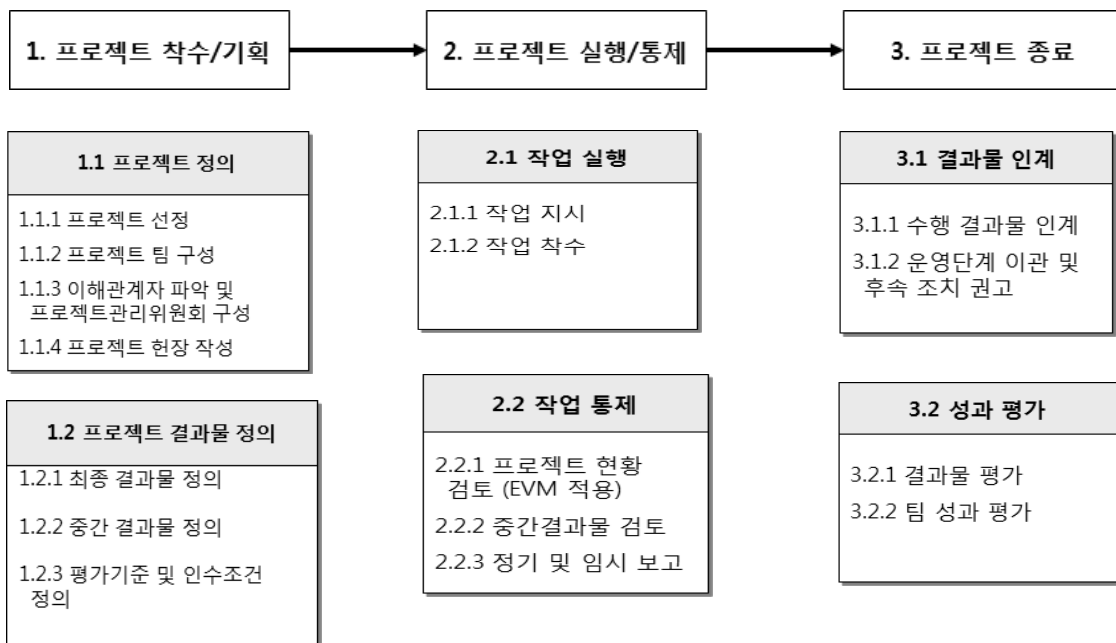 1. 프로젝트 착수/기획
2. 프로젝트 실행/통제
3. 프로젝트 종료
1.1 프로젝트 정의
1.1.1 프로젝트 선정
1.1.2 프로젝트 팀 구성
1.1.3 이해관계자 파악 및
프로젝트관리위원회 구성
1.1.4 프로젝트 헌장 작성
1.2 프로젝트 결과물 정의
1.2.1 최종 결과물 정의
1.2.2 중간 결과물 정의
1.2.3 평가기준 및 인수조건
정의
2.1 작업 실행
2.1.1 작업 지시
2.1.2 작업 착수
2.2 작업 통제
2.2.1 프로젝트 현황
검토 (EVM 적용)
2.2.2 중간결과물 검토
2.2.3 정기 및 임시 보고
3.1 결과물 인계
3.1.1 수행 결과물 인계
3.1.2 운영단계 이관 및
후속 조치 권고
3.2 성과 평가
3.2.1 결과물 평가
3.2.2 팀 성과 평가